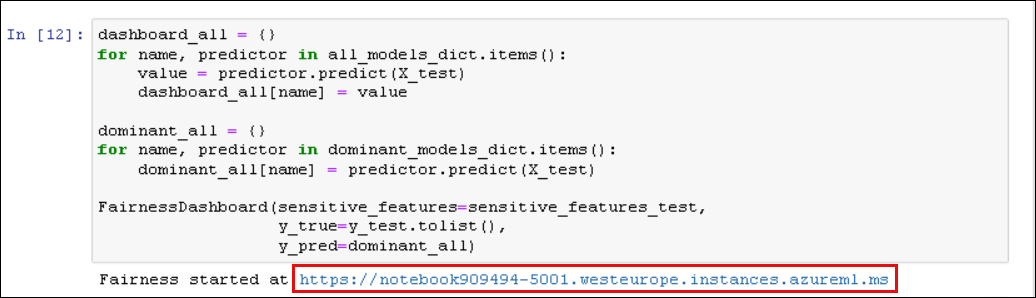 In [12]: dashboard_all = {}
for name, predictor in all_models_dict.items():
    value = predictor.predict(X_test)
    dashboard_all[name] = value
dominant_all = {}
for name, predictor in dominant_models_dict.items():
    dominant_all[name] = predictor.predict(X_test)
FairnessDashboard(sensitive_features=sensitive_features_test,
                  y_true=y_test.tolist(),
                  y_pred=dominant_all)
Fairness started at https://notebook909494-5001.westeurope.instances.azureml.ms